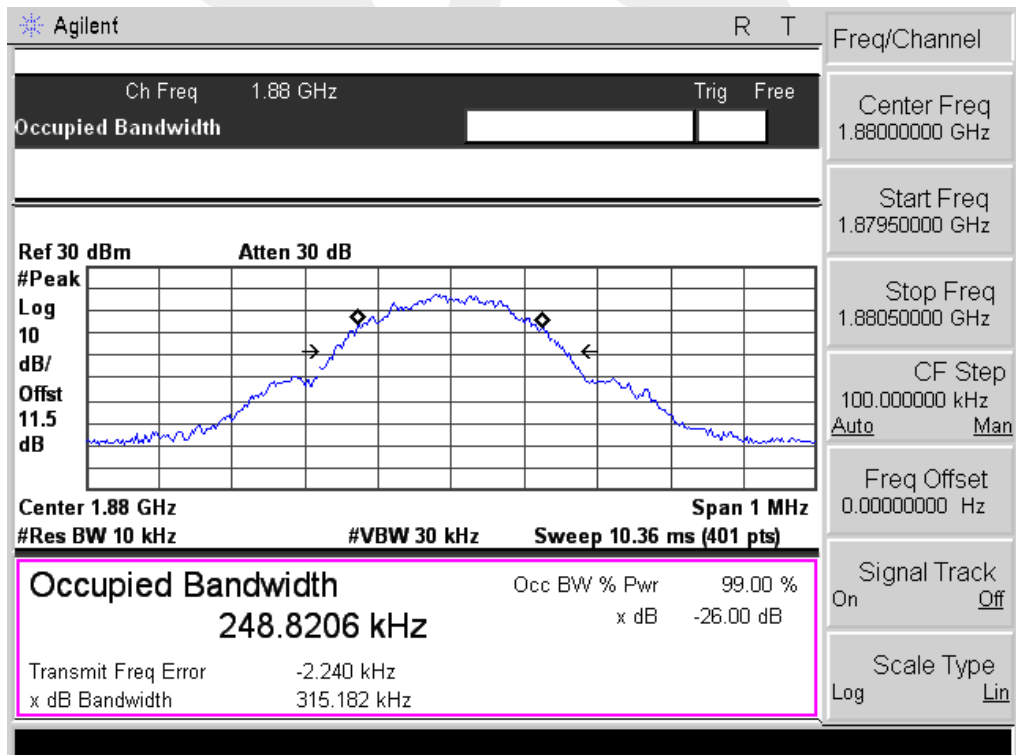 Agilent R T
Ch Freq 1.88 GHz Trig Free
Occupied Bandwidth
Ref 30 dBm Atten 30 dB
#Peak
Log
10
dB/
Offst
11.5
dB
Center 1.88 GHz Span 1 MHz
#Res BW 10 kHz #VBW 30 kHz Sweep 10.36 ms (401 pts)
Occupied Bandwidth Occ BW % Pwr 99.00 %
248.8206 kHz x dB -26.00 dB
Transmit Freq Error -2.240 kHz
x dB Bandwidth 315.182 kHz
Freq/Channel
Center Freq
1.88000000 GHz
Start Freq
1.87950000 GHz
Stop Freq
1.88050000 GHz
CF Step
100.000000 kHz
Auto Man
Freq Offset
0.00000000 Hz
Signal Track
On Off
Scale Type
Log Lin